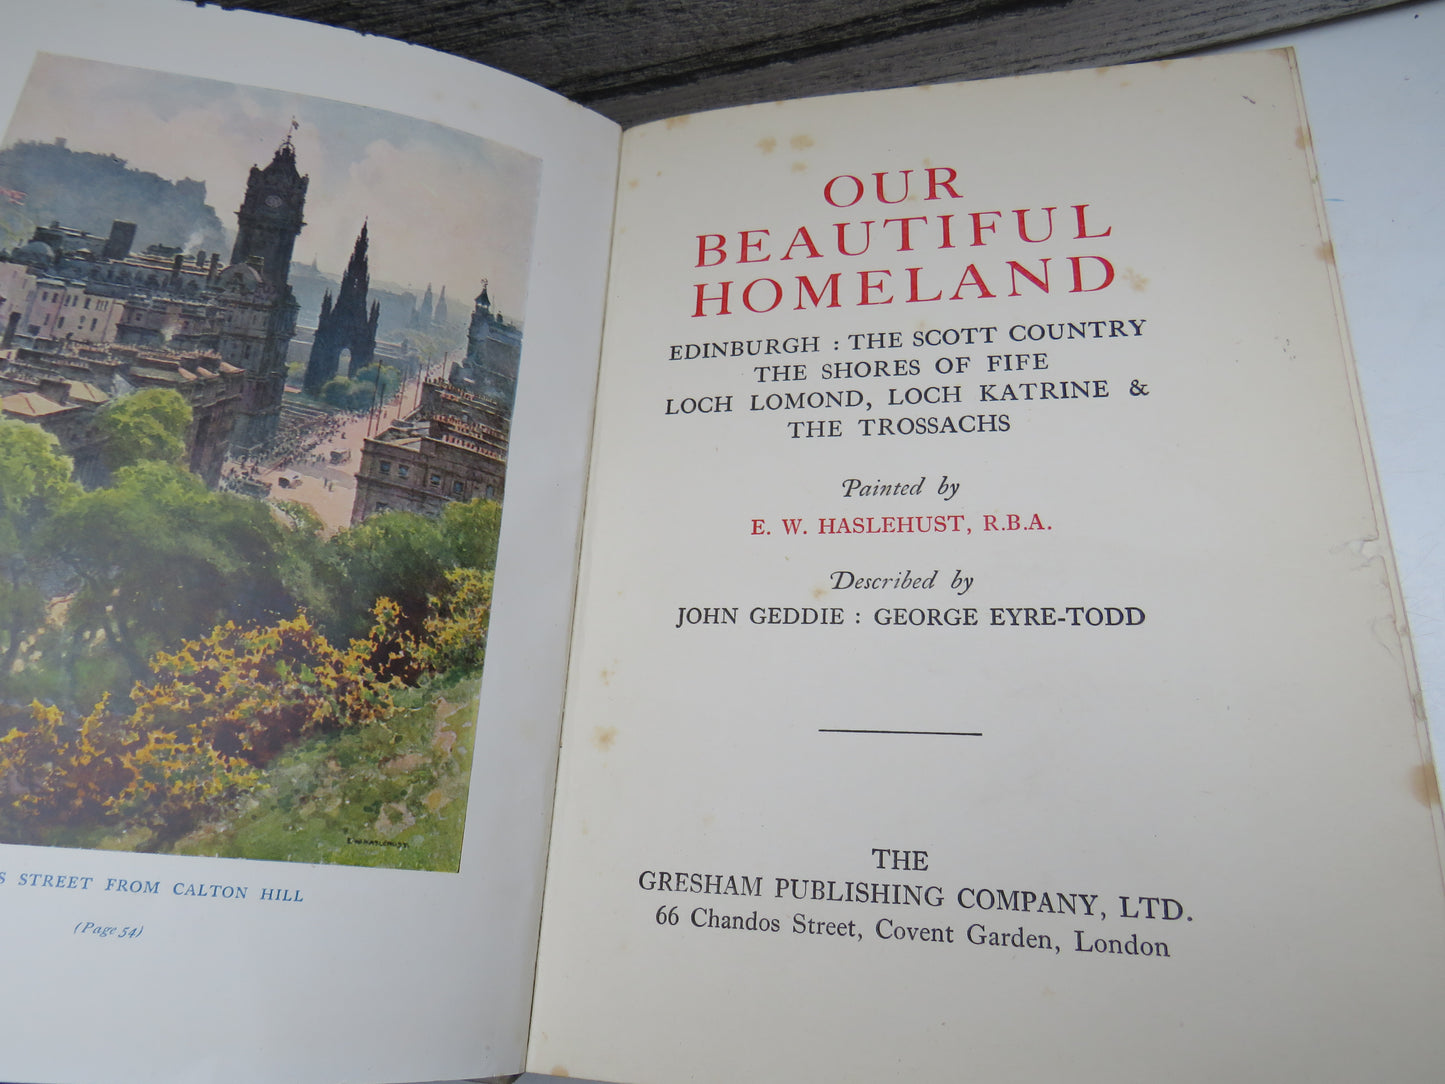 E. W. HASLEHUST.
STREET FROM CALTON HILL
(Page 54)
OUR
BEAUTIFUL
HOMELAND
EDINBURGH : THE SCOTT COUNTRY
THE SHORES OF FIFE
LOCH LOMOND, LOCH KATRINE &
THE TROSSACHS
Painted by
E. W. HASLEHUST, R.B.A.
Described by
JOHN GEDDIE : GEORGE EYRE-TODD
THE
GRESHAM PUBLISHING COMPANY, LTD.
66 Chandos Street, Covent Garden, London